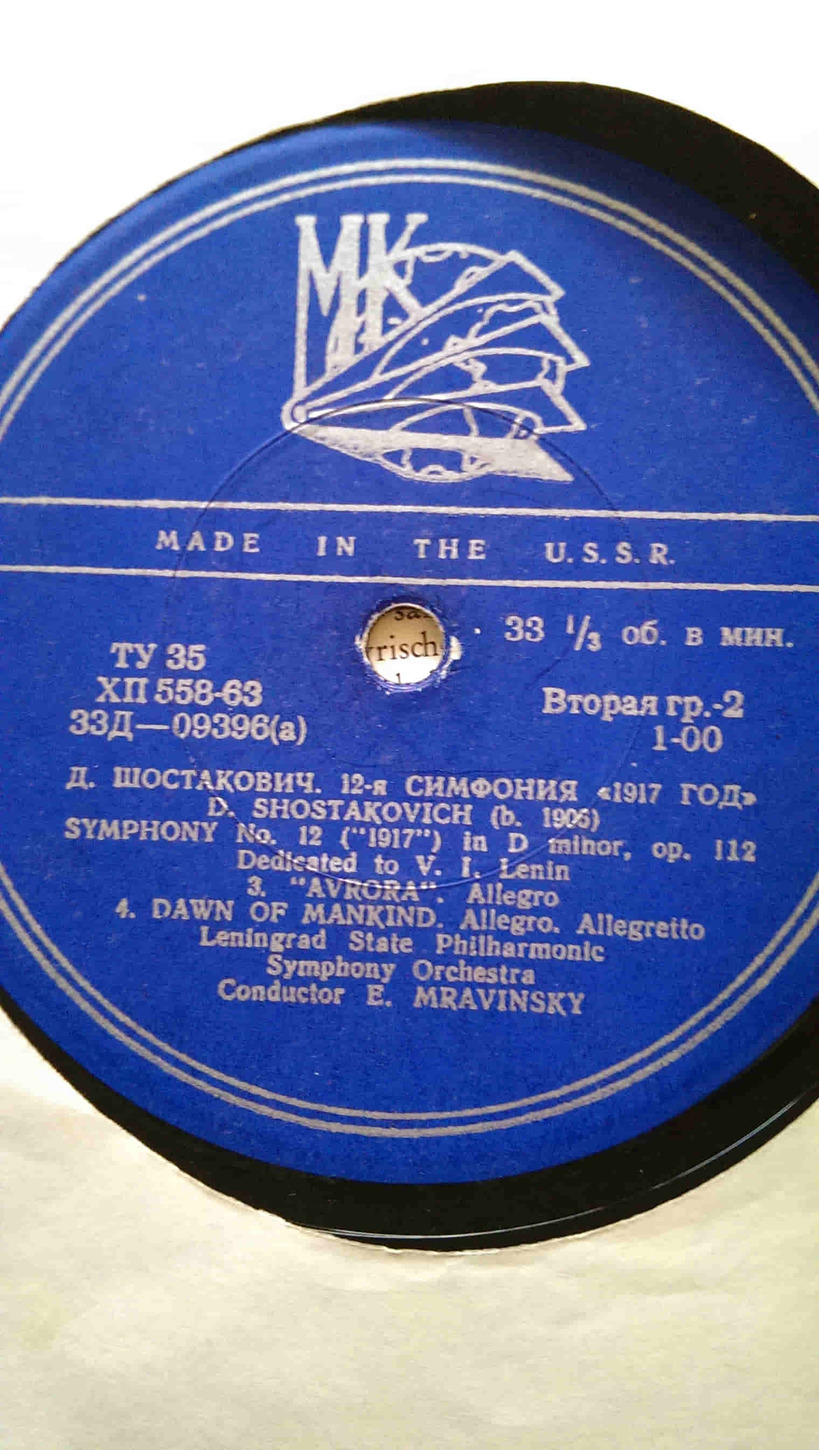 МК
MADE IN THE U.S.S.R.
33 ⅓ об. в мин.
risch
ТУ 35
ХП 558-63
33Д—09396(а)
Вторая гр.-2
1-00
Д. ШОСТАКОВИЧ. 12-я СИМФОНИЯ «1917 ГОД»
D. SHOSTAKOVICH (b. 1906)
SYMPHONY No. 12 ("1917") in D minor, op. 112
Dedicated to V. I. Lenin
3. "AVRORA". Allegro
4. DAWN OF MANKIND. Allegro. Allegretto
Leningrad State Philharmonic
Symphony Orchestra
Conductor E. MRAVINSKY